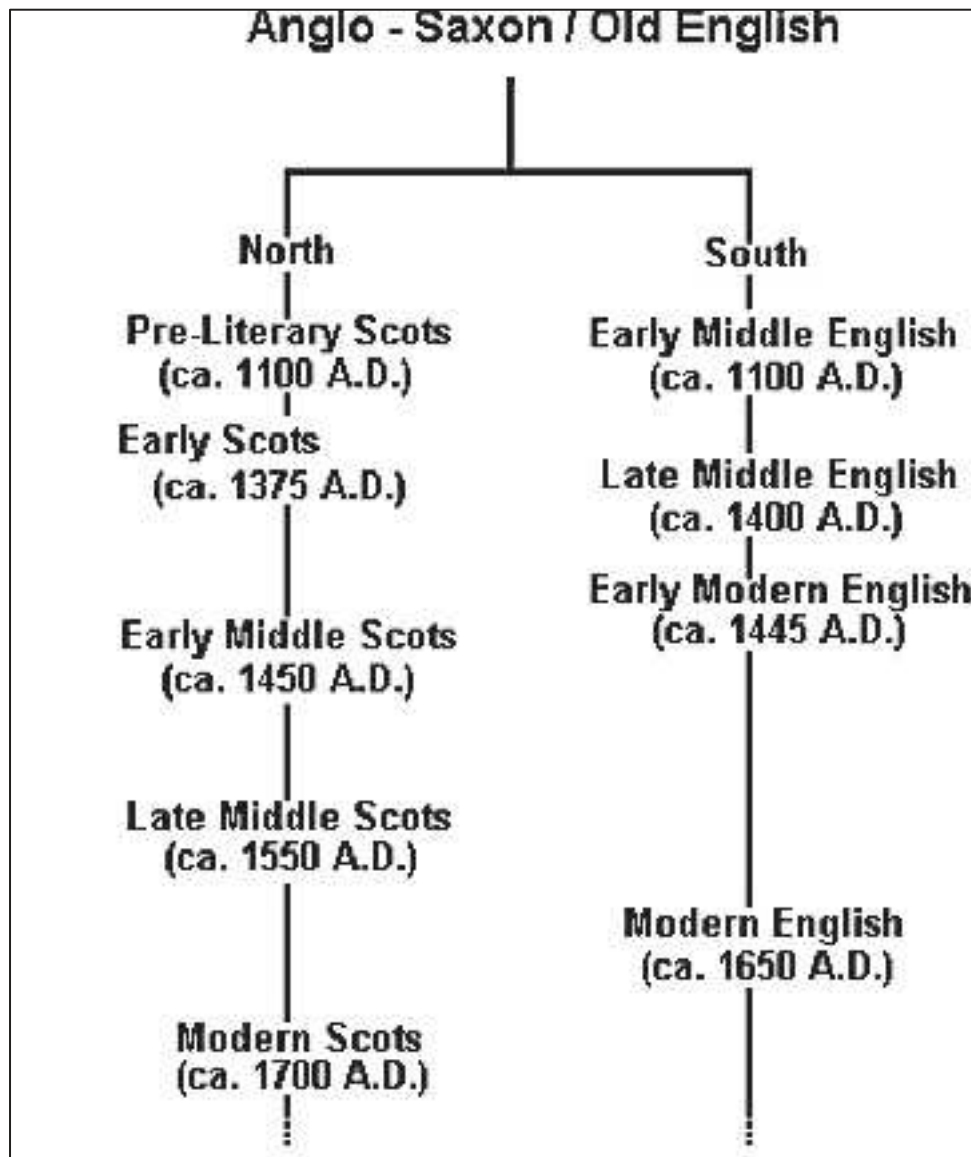 Anglo - Saxon / Old English
North
Pre-Literary Scots
(ca. 1100 A.D.)
Early Scots
(ca. 1375 A.D.)
Early Middle Scots
(ca. 1450 A.D.)
Late Middle Scots
(ca. 1550 A.D.)
Modern Scots
(ca. 1700 A.D.)
South
Early Middle English
(ca. 1100 A.D.)
Late Middle English
(ca. 1400 A.D.)
Early Modern English
(ca. 1445 A.D.)
Modern English
(ca. 1650 A.D.)